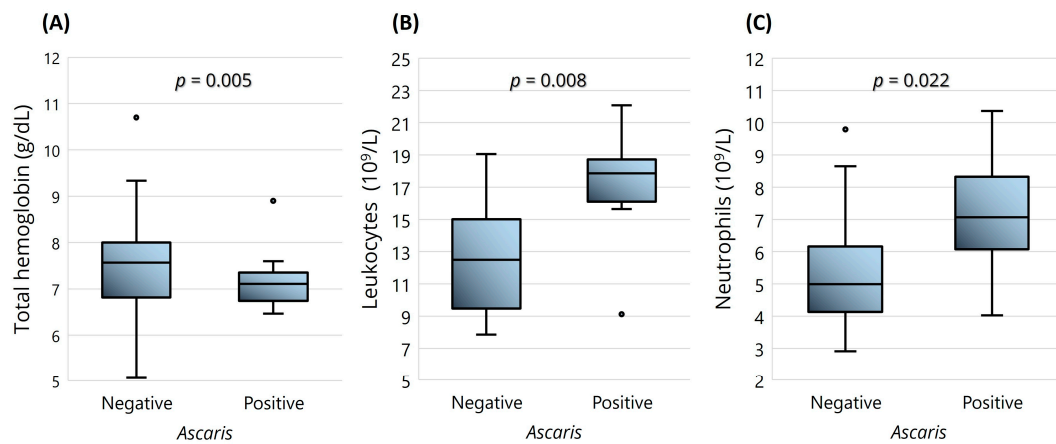 (A)
Total hemoglobin (g/dL)
12
11
10
9
8
7
6
5
p = 0.005
Negative
Positive
Ascaris
(B)
Leukocytes (10⁹/L)
25
23
21
19
17
15
13
11
9
7
5
p = 0.008
Negative
Positive
Ascaris
(C)
Neutrophils (10⁹/L)
12
11
10
9
8
7
6
5
4
3
2
p = 0.022
Negative
Positive
Ascaris